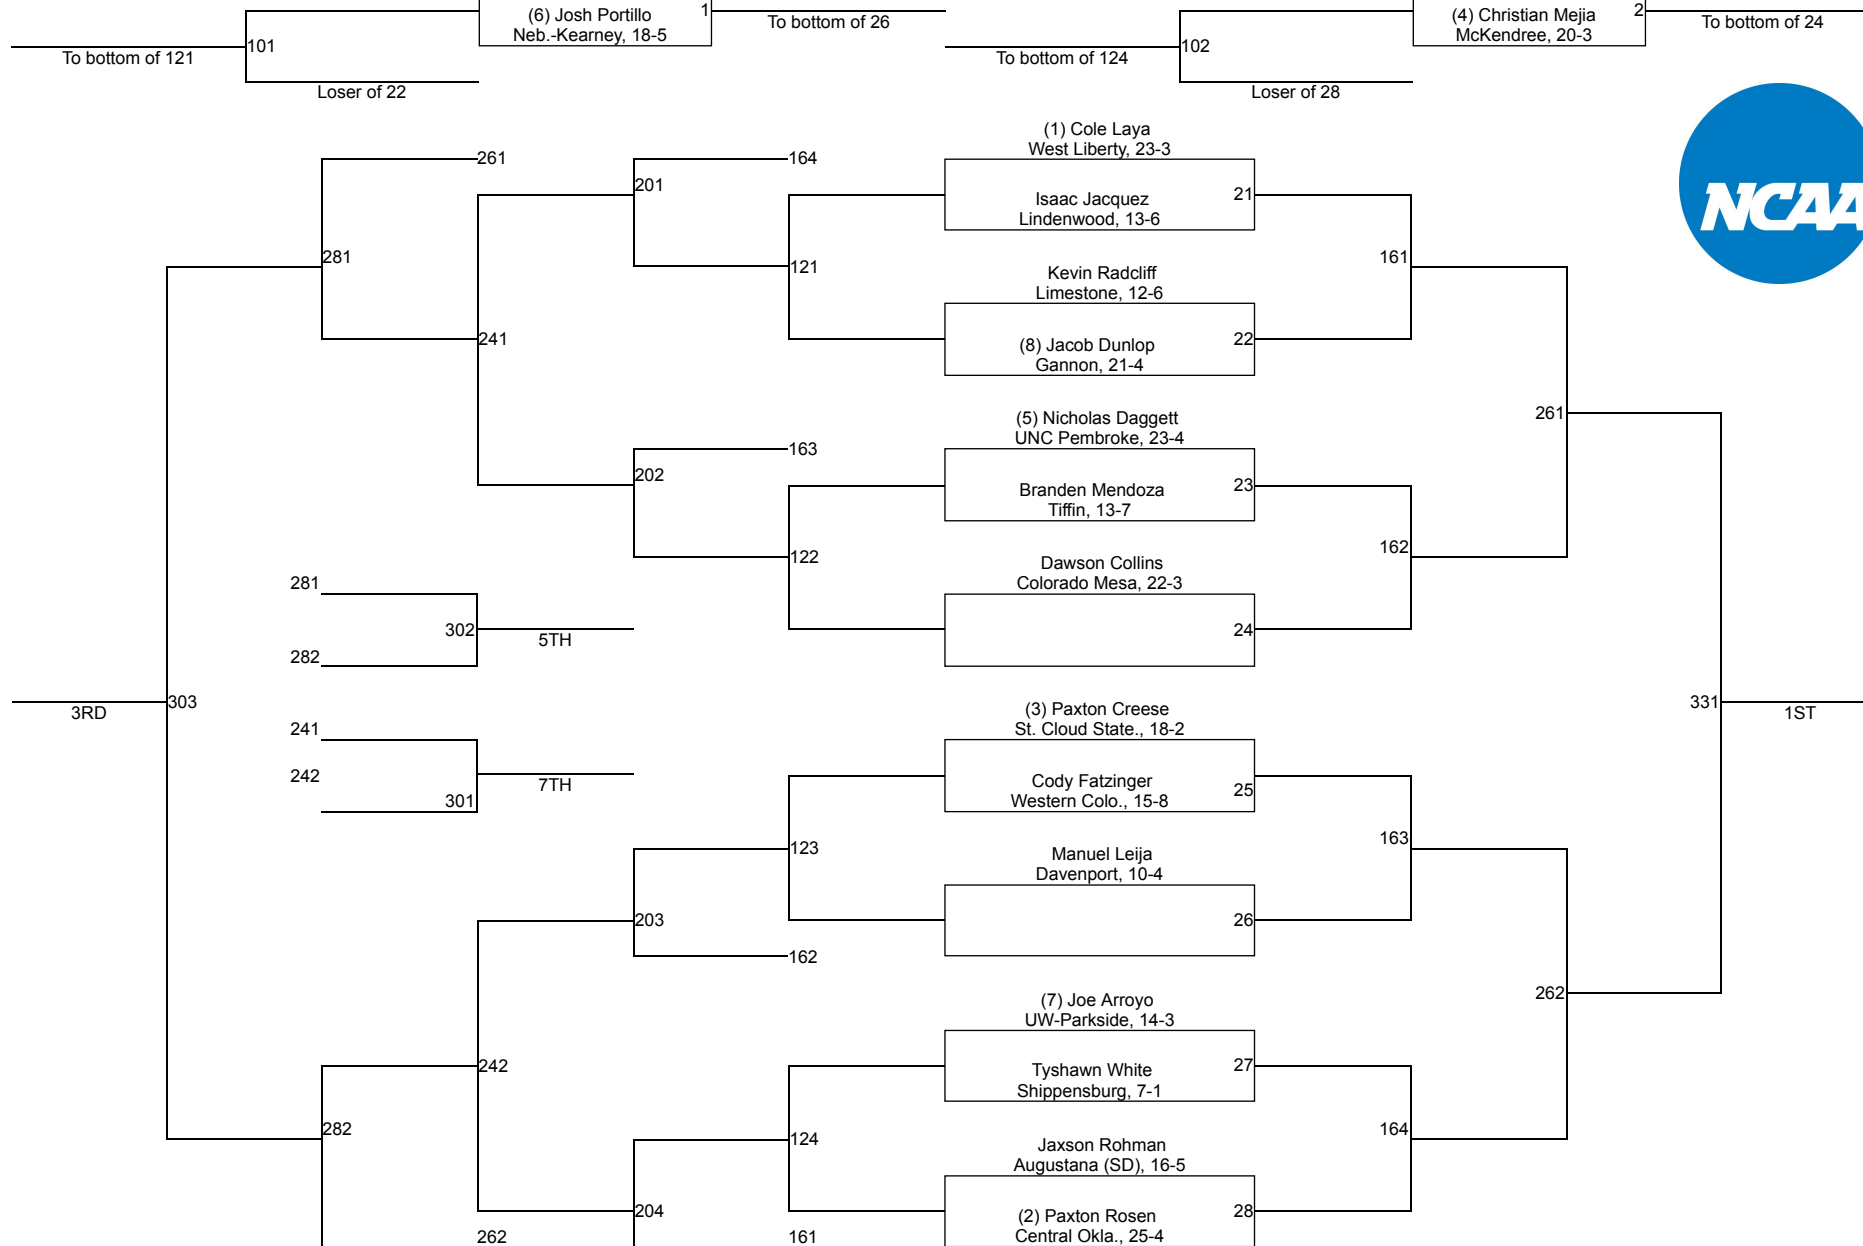 (6) Josh Portillo
Neb.-Kearney, 18-5
1
To bottom of 26
(4) Christian Mejia
McKendree, 20-3
2
To bottom of 24
To bottom of 121
101
Loser of 22
To bottom of 124
102
Loser of 28
NCAA
(1) Cole Laya
West Liberty, 23-3
261
164
201
21
Isaac Jacquez
Lindenwood, 13-6
281
121
161
Kevin Radcliff
Limestone, 12-6
241
22
(8) Jacob Dunlop
Gannon, 21-4
261
(5) Nicholas Daggett
UNC Pembroke, 23-4
163
202
23
Branden Mendoza
Tiffin, 13-7
122
162
Dawson Collins
Colorado Mesa, 22-3
281
302
5TH
24
282
303
3RD
(3) Paxton Creese
St. Cloud State., 18-2
331
1ST
241
242
7TH
301
Cody Fatzinger
Western Colo., 15-8
25
123
163
Manuel Leija
Davenport, 10-4
203
26
162
262
(7) Joe Arroyo
UW-Parkside, 14-3
242
27
Tyshawn White
Shippensburg, 7-1
282
124
164
Jaxson Rohman
Augustana (SD), 16-5
204
28
(2) Paxton Rosen
Central Okla., 25-4
262
161